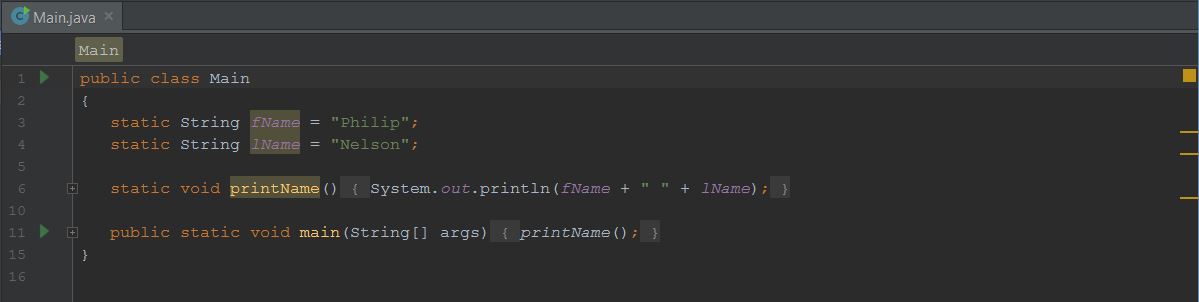 Main.java
Main
1 public class Main
2 {
3 static String fName = "Philip";
4 static String lName = "Nelson";
5
6 static void printName() { System.out.println(fName + " " + lName); }
10
11 public static void main(String[] args) { printName(); }
15 }
16